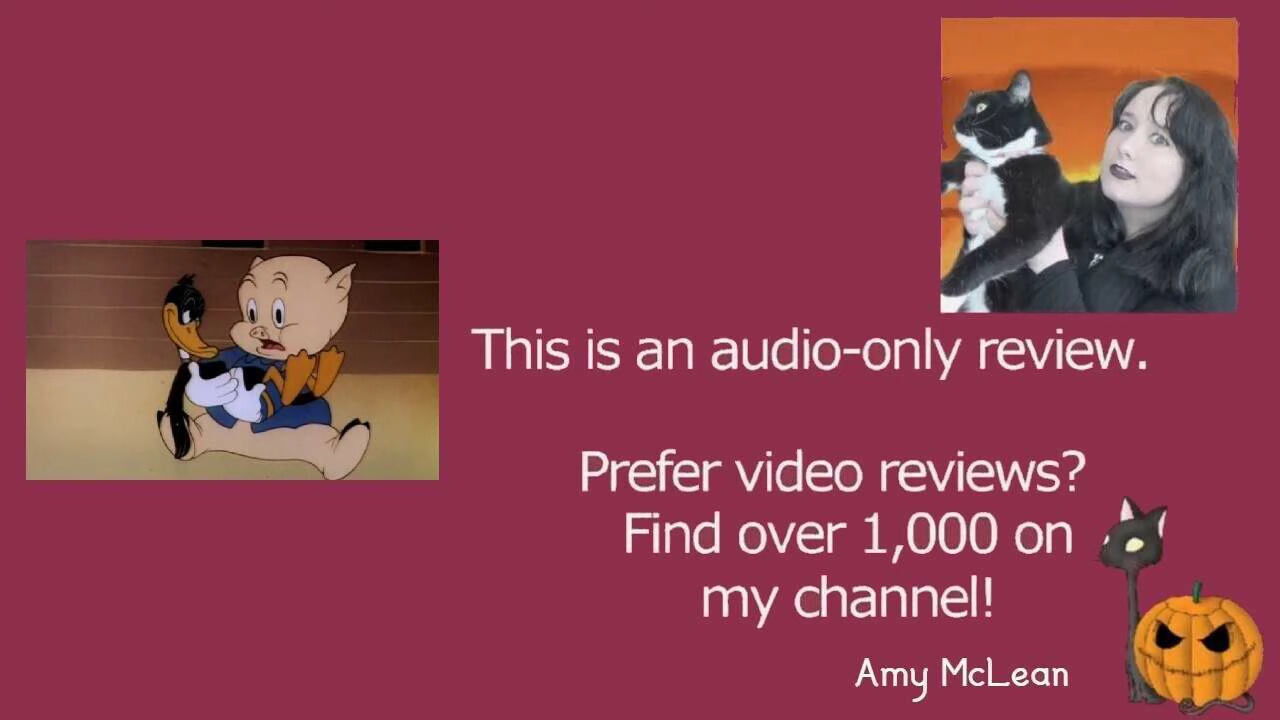 This is an audio-only review.
Prefer video reviews?
Find over 1,000 on
my channel!
Amy McLean